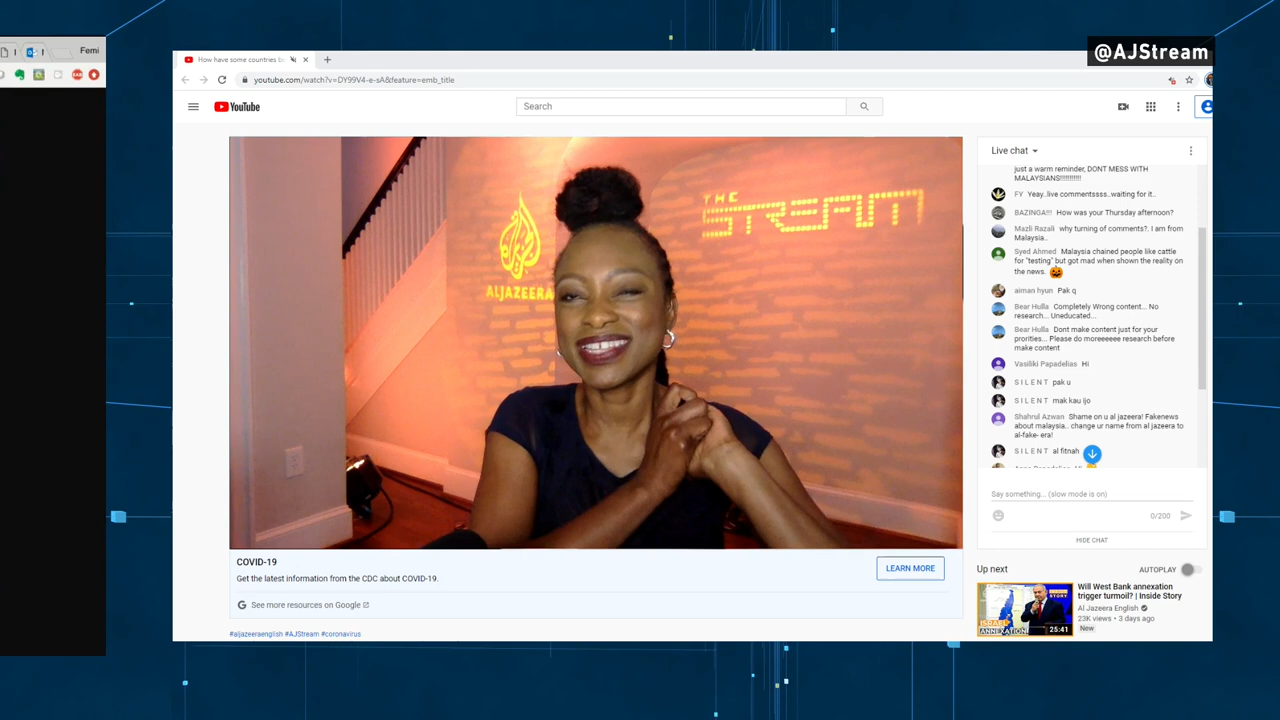 @AJStream
Femi
How have some countries b
youtube.com/watch?v=DY99V4-e-sA&feature=emb_title
YouTube
Search
THE
STREAM
ALJAZEERA
Live chat
just a warm reminder, DONT MESS WITH
MALAYSIANS!!!!!!!!!!!
FY Yeay..live commentssss..waiting for it..
BAZINGA!!! How was your Thursday afternoon?
Mazli Razali why turning of comments?. I am from
Malaysia..
Syed Ahmed Malaysia chained people like cattle
for "testing" but got mad when shown the reality on
the news.
aiman hyun Pak q
Bear Hulla Completely Wrong content... No
research... Uneducated...
Bear Hulla Dont make content just for your
prorities... Please do moreeeeee research before
make content
Vasiliki Papadelias Hi
S I L E N T pak u
S I L E N T mak kau ijo
Shahrul Azwan Shame on u al jazeera! Fakenews
about malaysia.. change ur name from al jazeera to
al-fake- era!
S I L E N T al fitnah
Say something... (slow mode is on)
0/200
HIDE CHAT
COVID-19
Get the latest information from the CDC about COVID-19.
LEARN MORE
See more resources on Google
#aljazeeraenglish #AJStream #coronavirus
Up next
AUTOPLAY
Will West Bank annexation
trigger turmoil? | Inside Story
Al Jazeera English
23K views • 3 days ago
New
ISRAEL
ANNEXATION
25:41